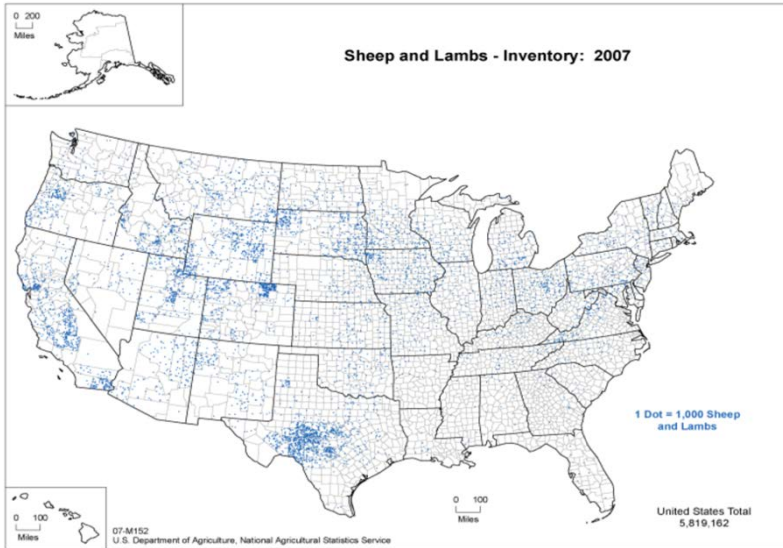 0 200
Miles
Sheep and Lambs - Inventory: 2007
1 Dot = 1,000 Sheep
and Lambs
0 100
Miles
0 100
Miles
United States Total
5,819,162
07-M152
U.S. Department of Agriculture, National Agricultural Statistics Service